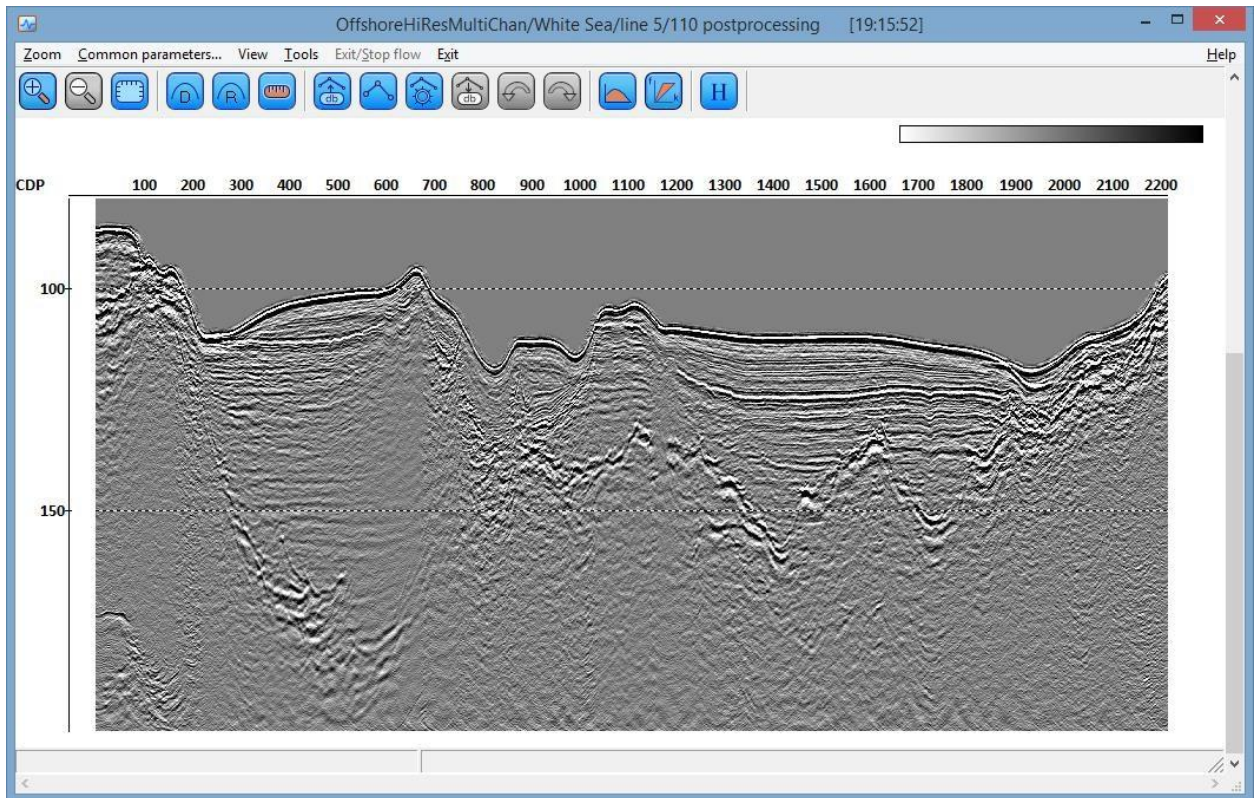 OffshoreHiResMultiChan/White Sea/line 5/110 postprocessing [19:15:52]
Zoom Common parameters... View Tools Exit/Stop flow Exit Help
D R db db f k H
CDP 100 200 300 400 500 600 700 800 900 1000 1100 1200 1300 1400 1500 1600 1700 1800 1900 2000 2100 2200
100
150